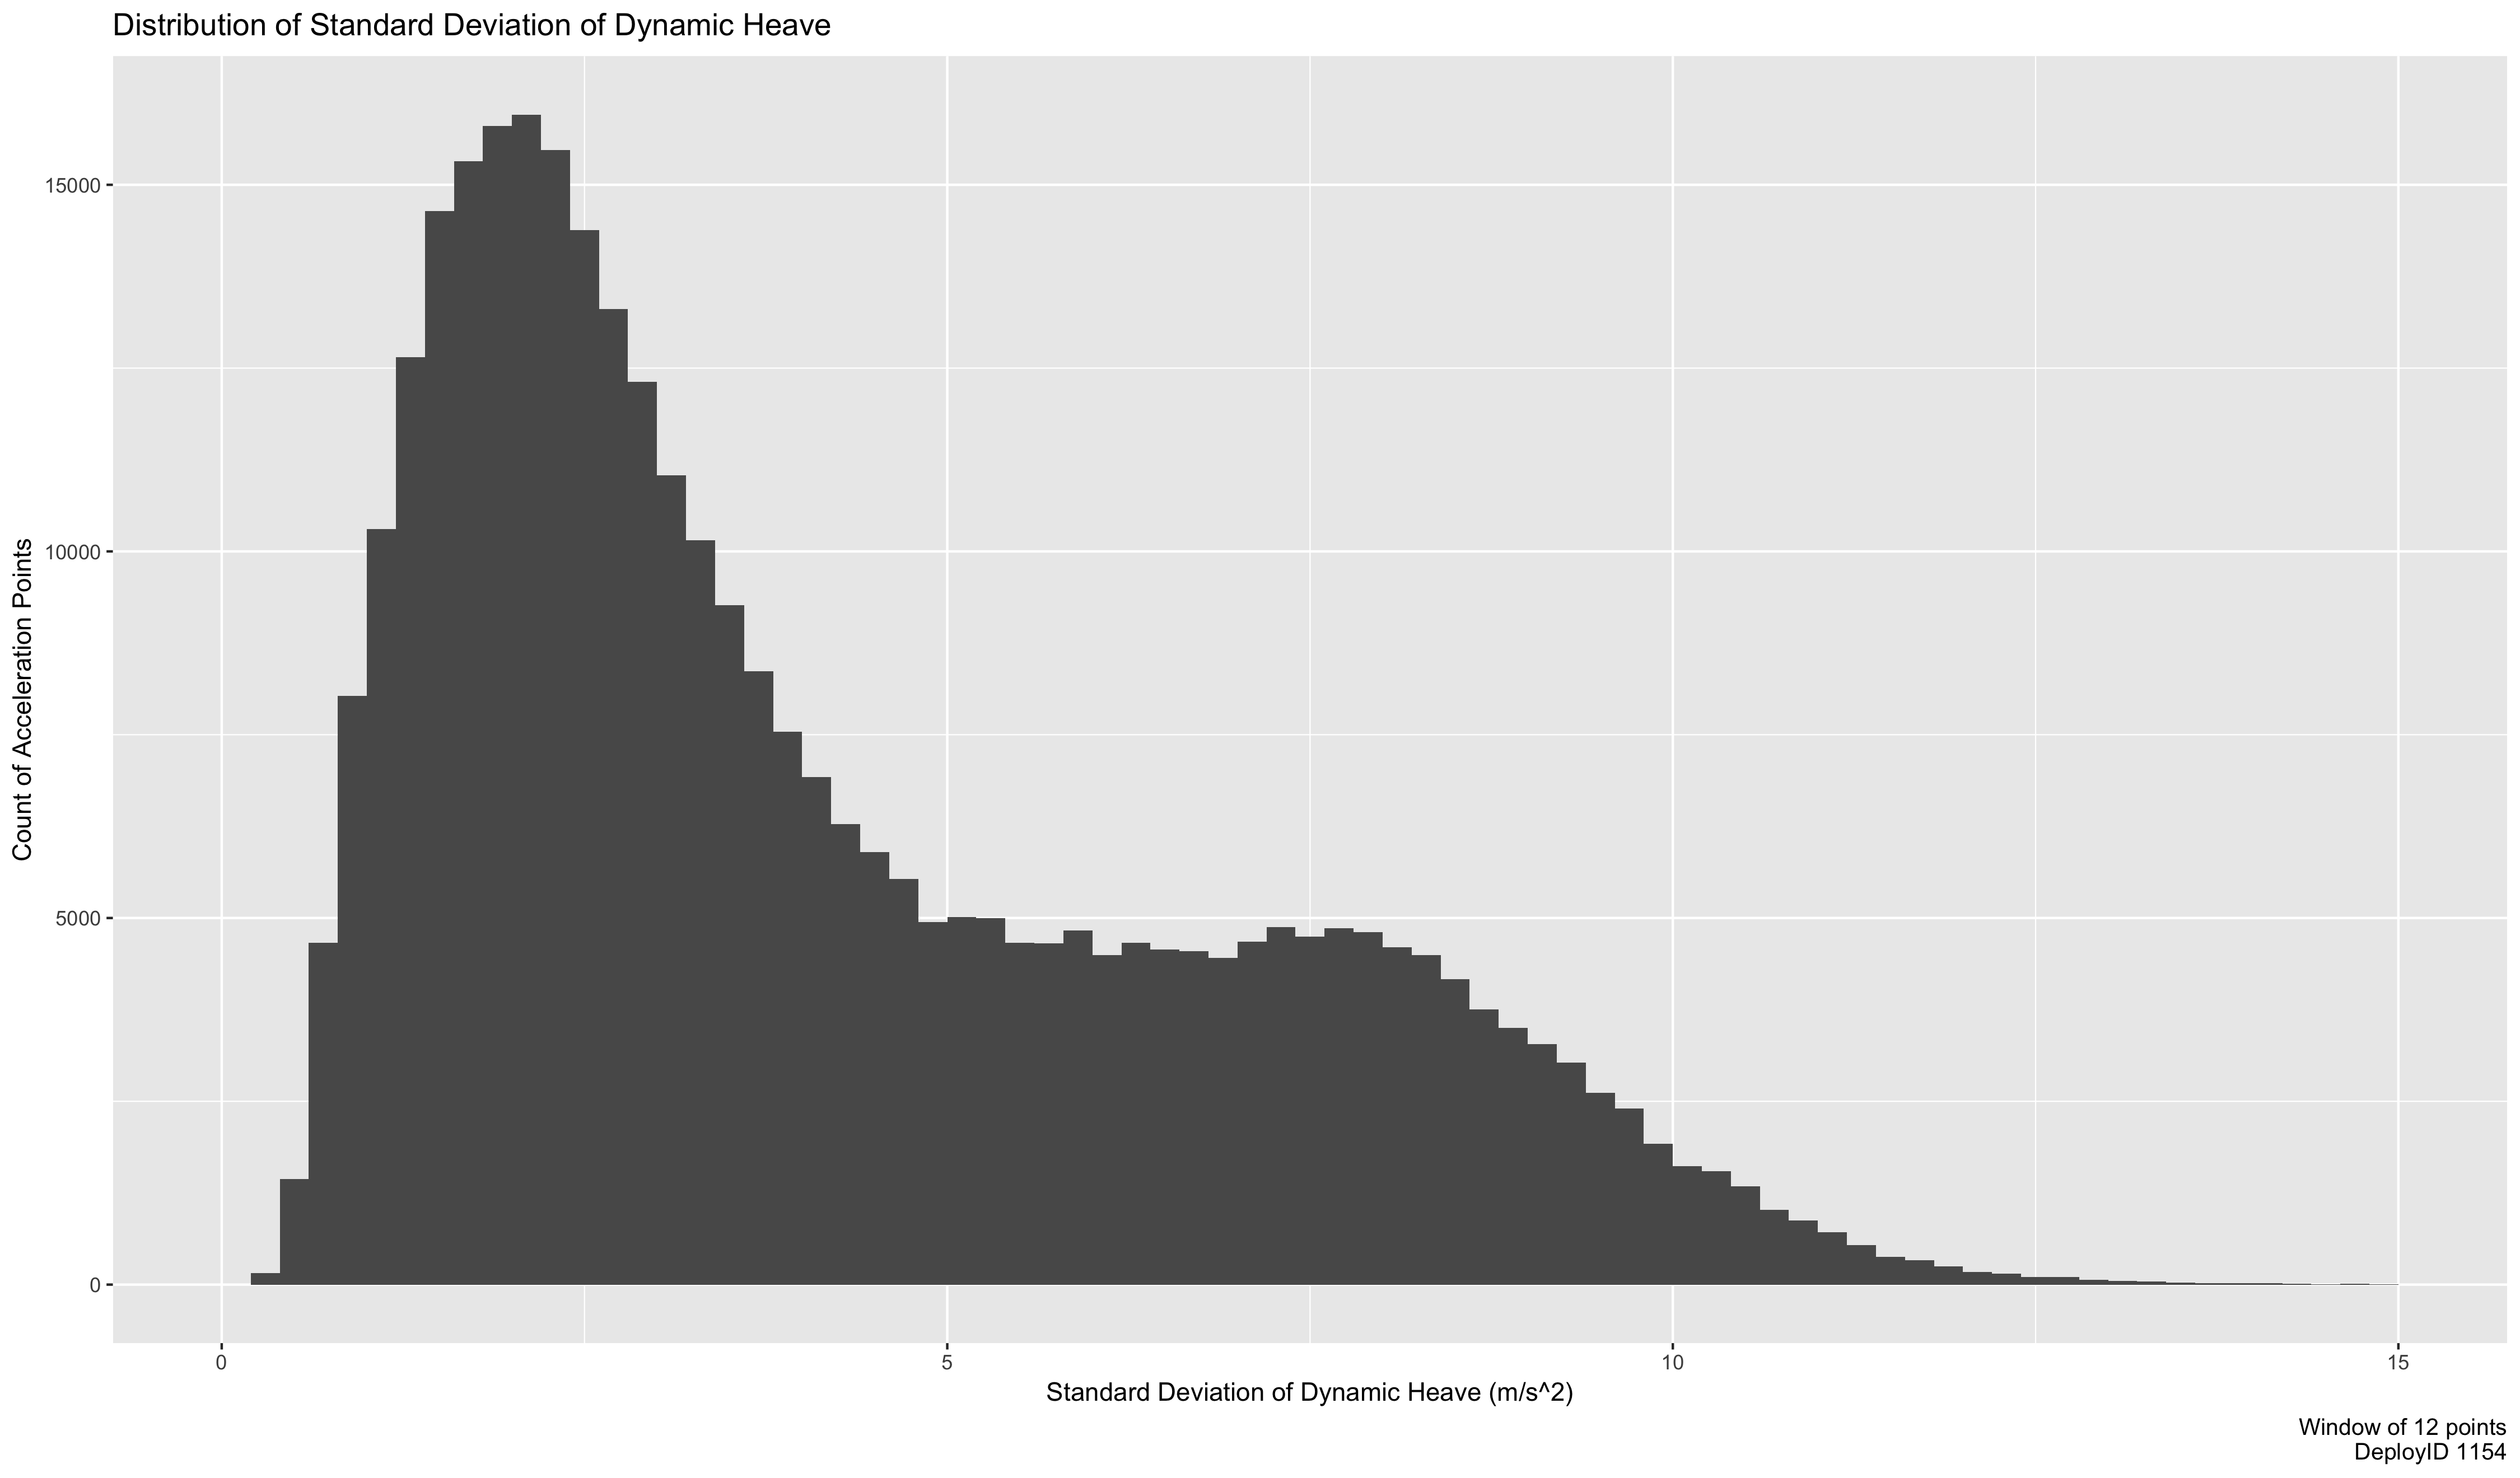 Distribution of Standard Deviation of Dynamic Heave
Count of Acceleration Points
15000
10000
5000
0
0
5
10
15
Standard Deviation of Dynamic Heave (m/s^2)
Window of 12 points
DeployID 1154